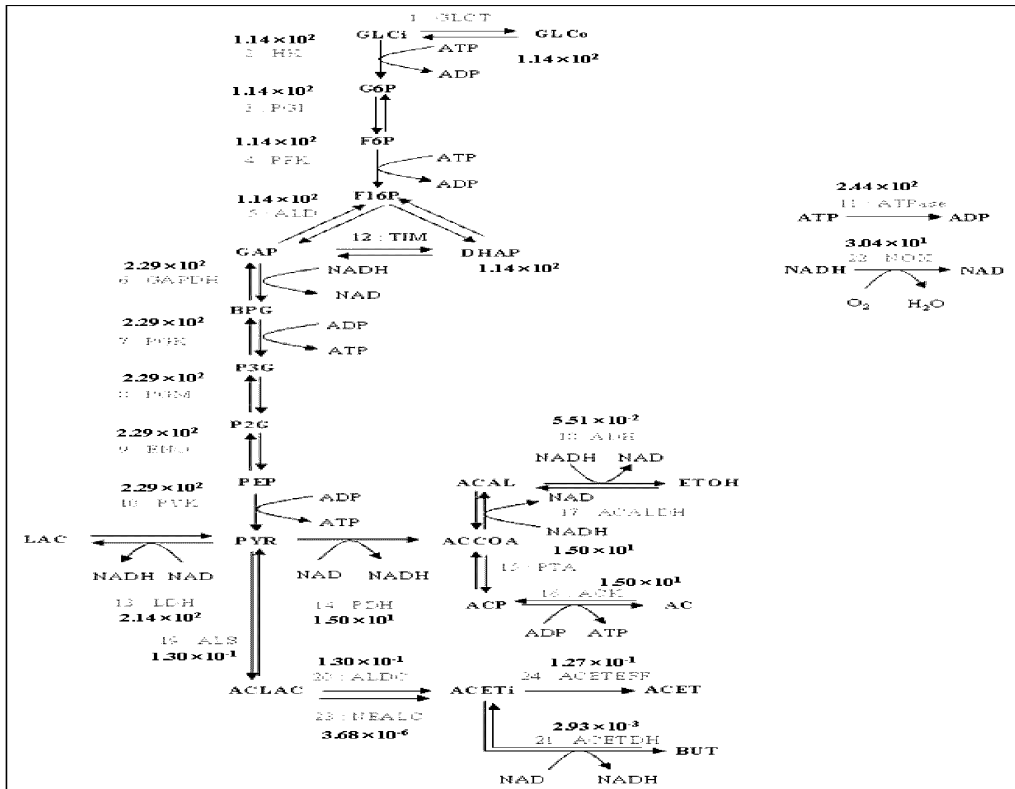 1 : GLCT
GLCi
GLCo
1.14×10²
2 : HK
ATP
ADP
1.14×10²
1.14×10²
3 : PGI
G6P
1.14×10²
4 : PFK
F6P
ATP
ADP
1.14×10²
5 : ALD
F16P
2.44×10²
11 : ATPase
ATP
ADP
12 : TIM
GAP
DHAP
1.14×10²
3.04×10¹
22 : NOX
NADH
NAD
O₂
H₂O
2.29×10²
6 : GAPDH
NADH
NAD
BPG
2.29×10²
7 : PGK
ADP
ATP
P3G
2.29×10²
8 : PGM
P2G
2.29×10²
9 : ENO
PEP
2.29×10²
10 : PYK
ADP
ATP
5.51×10⁻²
18 : ADH
NADH
NAD
ACAL
ETOH
NAD
17 : ACALDH
NADH
LAC
PYR
ACCOA
1.50×10¹
NADH
NAD
NAD
NADH
15 : PTA
1.50×10¹
16 : ACK
13 : LDH
2.14×10²
14 : PDH
1.50×10¹
ACP
AC
ADP
ATP
19 : ALS
1.30×10⁻¹
1.30×10⁻¹
20 : ALDC
1.27×10⁻¹
24 : ACETEFF
ACLAC
ACETi
ACET
23 : NEALC
3.68×10⁻⁶
2.93×10⁻³
21 : ACETDH
BUT
NAD
NADH